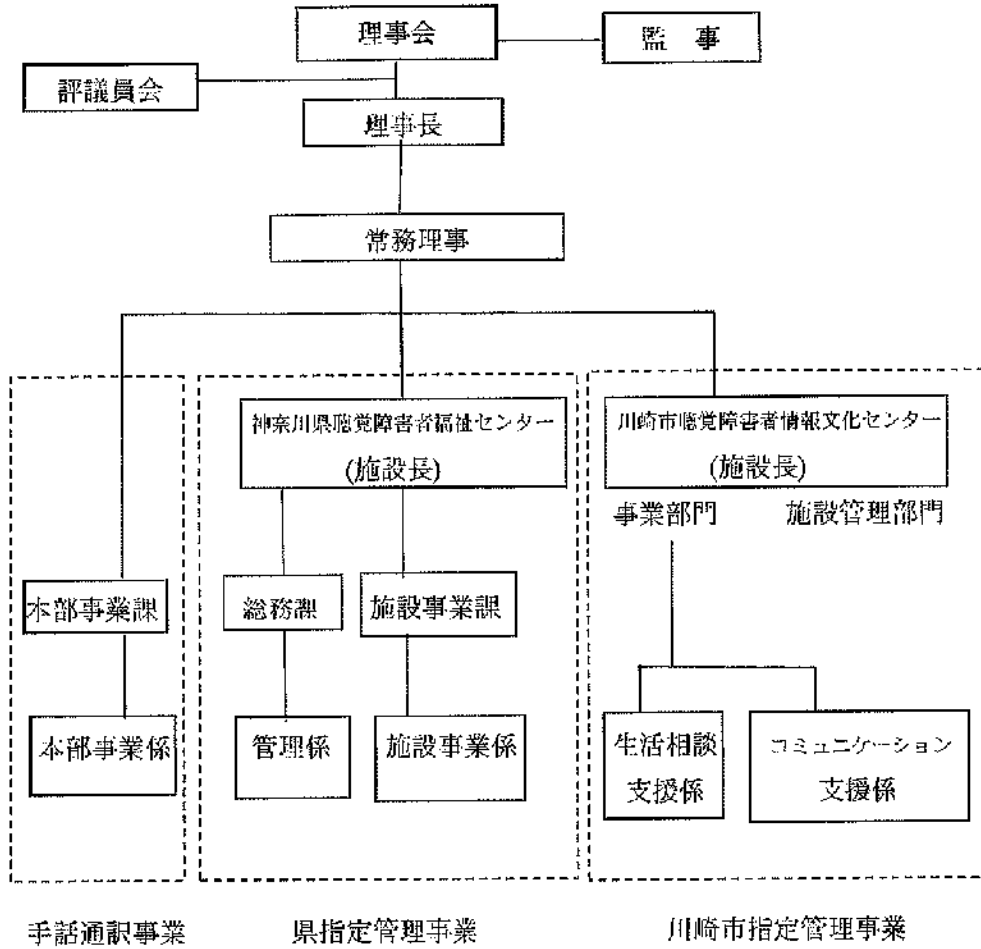 理事会
監 事
評議員会
理事長
常務理事
神奈川県聴覚障害者福祉センター
(施設長)
川崎市聴覚障害者情報文化センター
(施設長)
事業部門
施設管理部門
本部事業課
総務課
施設事業課
本部事業係
管理係
施設事業係
生活相談
支援係
コミュニケーション
支援係
手話通訳事業
県指定管理事業
川崎市指定管理事業